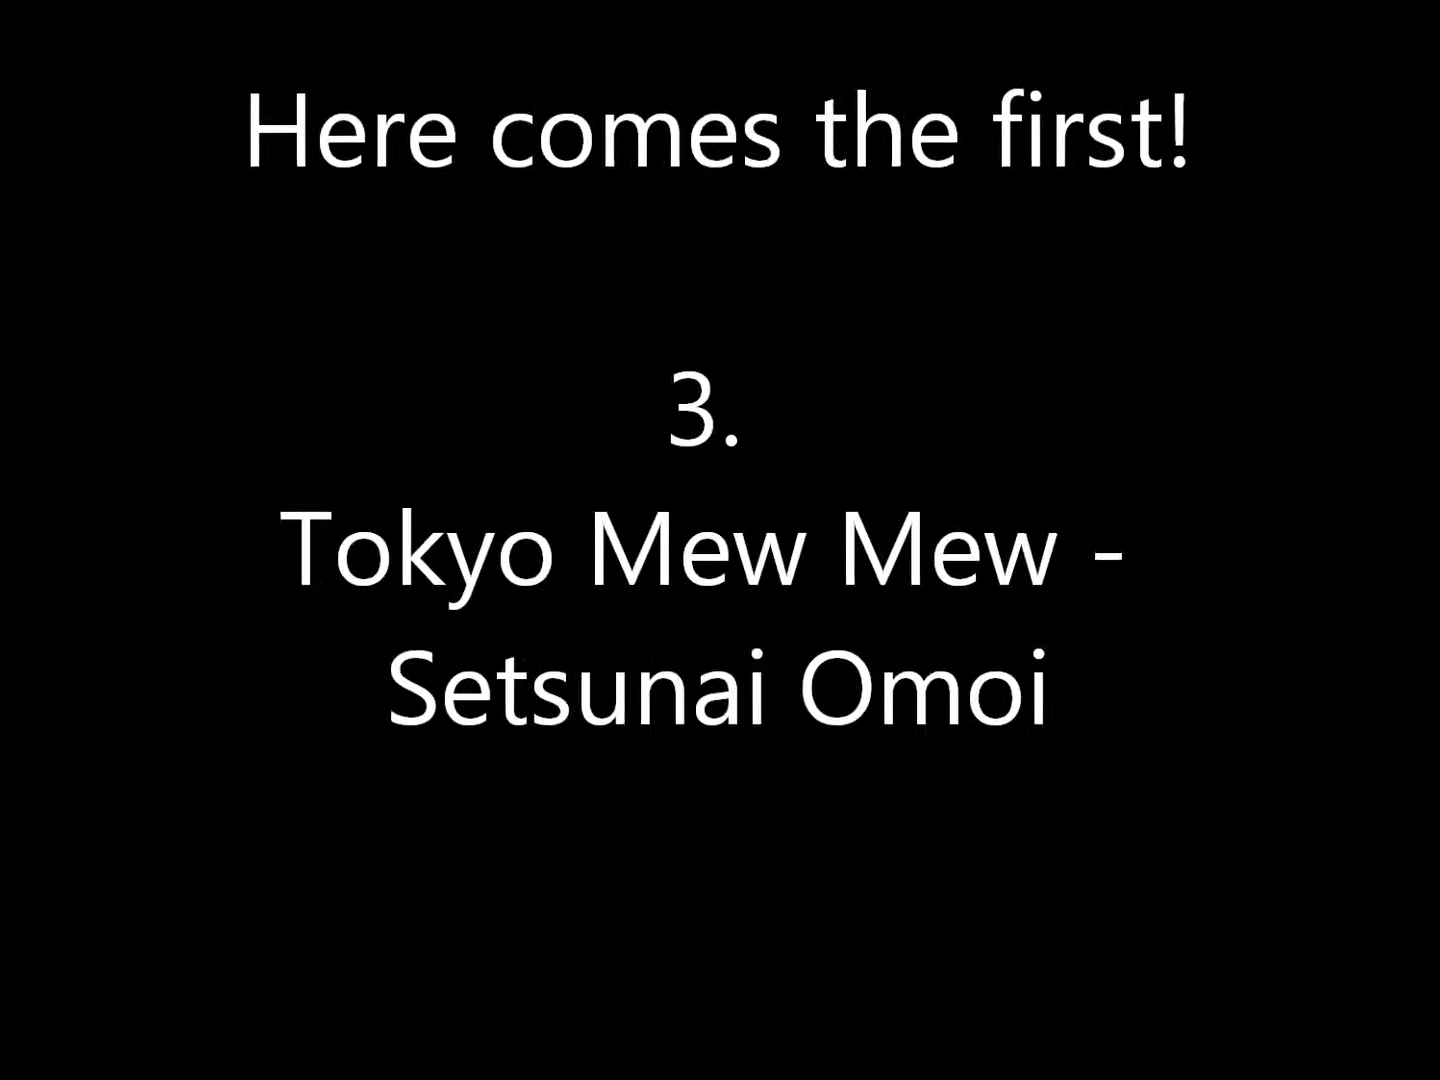 Here comes the first!
3.
Tokyo Mew Mew -
Setsunai Omoi